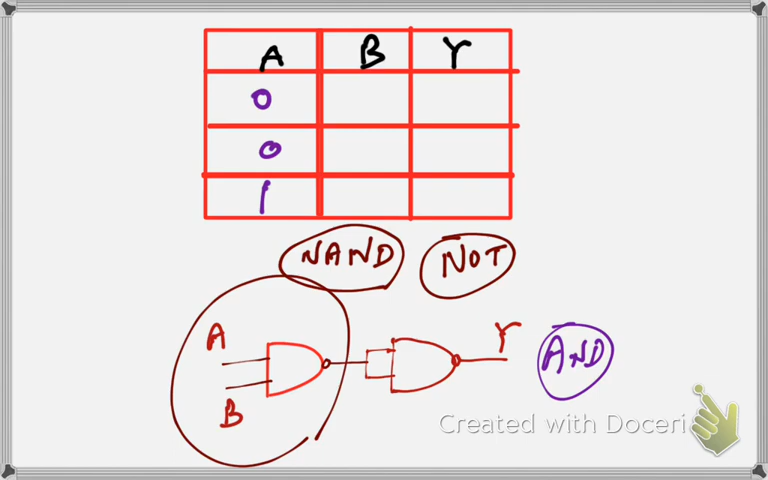 A B Y
0
0
1
NAND NOT
A Y AND
B
Created with Doceri